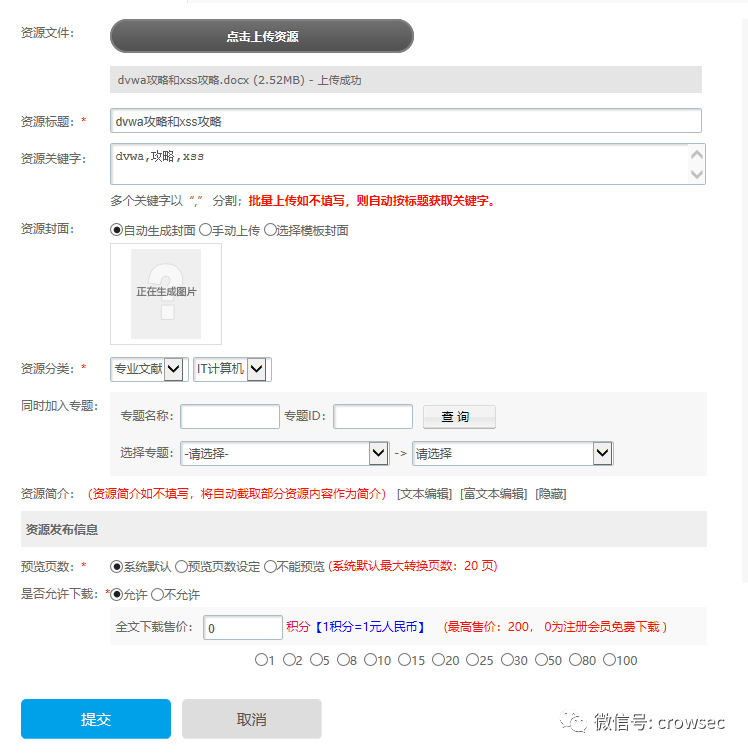 资源文件:
点击上传资源
dvwa攻略和xss攻略.docx (2.52MB) - 上传成功
资源标题: * dvwa攻略和xss攻略
资源关键字: dvwa,攻略,xss
多个关键字以 “,” 分割; 批量上传如不填写，则自动按标题获取关键字。
资源封面: 自动生成封面 手动上传 选择模板封面
正在生成图片
资源分类: * 专业文献 IT计算机
同时加入专题: 专题名称: 专题ID: 查 询
选择专题: -请选择- -> 请选择
资源简介: （资源简介如不填写，将自动截取部分资源内容作为简介） [文本编辑] [富文本编辑] [隐藏]
资源发布信息
预览页数: * 系统默认 预览页数设定 不能预览 (系统默认最大转换页数：20 页)
是否允许下载: * 允许 不允许
全文下载售价: 0 积分【1积分=1元人民币】 （最高售价：200， 0为注册会员免费下载 ）
1 2 5 8 10 15 20 25 30 50 80 100
提交 取消
微信号: crowsec